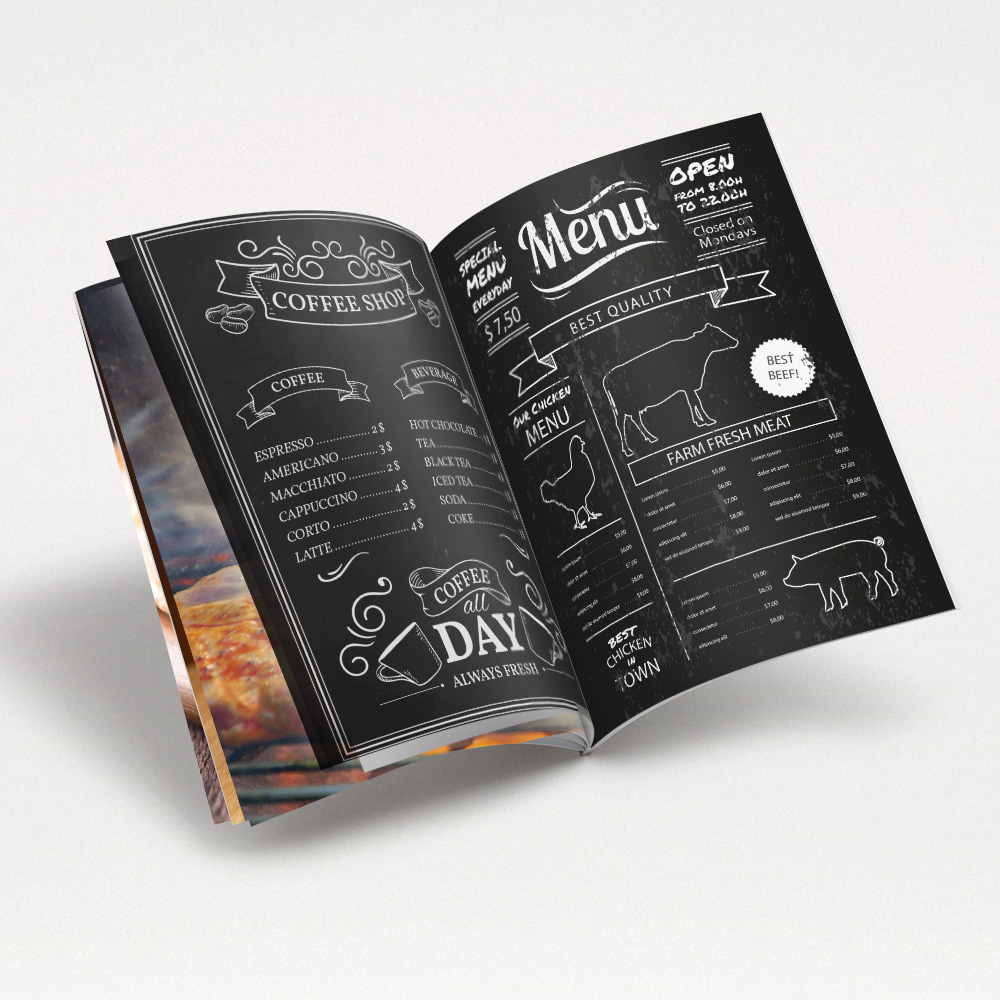 COFFEE SHOP
COFFEE
ESPRESSO ................. 2 $
AMERICANO ............ 3 $
MACCHIATO ............ 2 $
CAPPUCCINO .......... 4 $
CORTO ..................... 2 $
LATTE ....................... 4 $
BEVERAGE
HOT CHOCOLATE
TEA
BLACK TEA
ICED TEA
SODA
COKE
COFFEE
all
DAY
ALWAYS FRESH
SPECIAL
MENU
EVERYDAY
$ 7,50
Menu
OPEN
FROM 8.00H
TO 22.00H
Closed on
Mondays
BEST QUALITY
BEST
BEEF!
OUR CHICKEN
MENU
Lorem ipsum $5,00
dolor sit amet $6,00
consectetur $7,00
adipiscing elit $8,00
sed do eiusmod tempor $9,00
BEST
CHICKEN
IN
TOWN
FARM FRESH MEAT
Lorem ipsum $5,00
dolor sit amet $6,00
consectetur $7,00
adipiscing elit $8,00
sed do eiusmod tempor $9,00
Lorem ipsum $5,00
dolor sit amet $6,00
consectetur $7,00
adipiscing elit $8,00
sed do eiusmod tempor $9,00
Lorem ipsum $5,00
dolor sit amet $6,00
consectetur $7,00
adipiscing elit $8,00